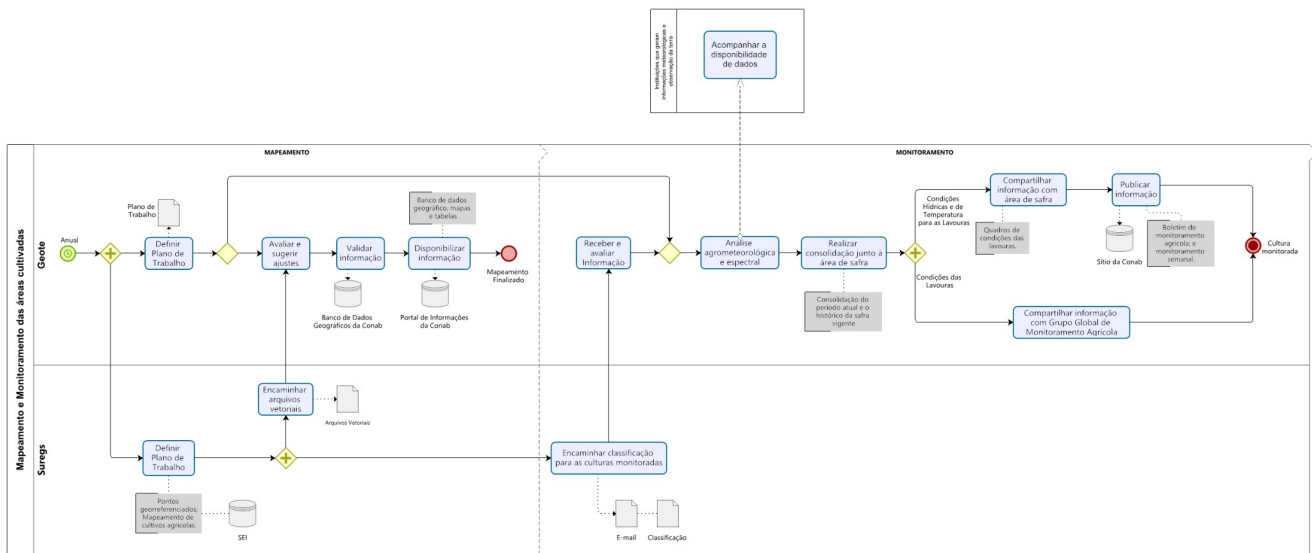 Acompanhar a
disponibilidade
de dados
Instituições que geram
informações meteorológicas e
observação da terra
Mapeamento e Monitoramento das áreas cultivadas
MAPEAMENTO
MONITORAMENTO
Geote
Anual
Plano de
Trabalho
Definir
Plano de
Trabalho
Avaliar e
sugerir
ajustes
Validar
informação
Banco de Dados
Geográficos da Conab
Banco de dados
geográfico, mapas
e tabelas
Disponibilizar
informação
Portal de Informações
da Conab
Mapeamento
Finalizado
Receber e
avaliar
Informação
Análise
agrometeorológica
e espectral
Realizar
consolidação junto
à área de safra
Consolidação do
período atual e o
histórico da safra
vigente
Condições
Hídricas e de
Temperatura
para as Lavouras
Condições das
Lavouras
Compartilhar
informação com
área de safra
Quadros de
condições das
lavouras.
Publicar
informação
Sítio da Conab
Boletim de
monitoramento
agrícola; e
monitoramento
semanal.
Compartilhar informação
com Grupo Global de
Monitoramento Agrícola
Cultura
monitorada
Suregs
Definir
Plano de
Trabalho
Pontos
georreferenciados;
Mapeamento de
cultivos agrícolas.
SEI
Encaminhar
arquivos
vetoriais
Arquivos Vetoriais
Encaminhar classificação
para as culturas monitoradas
E-mail
Classificação